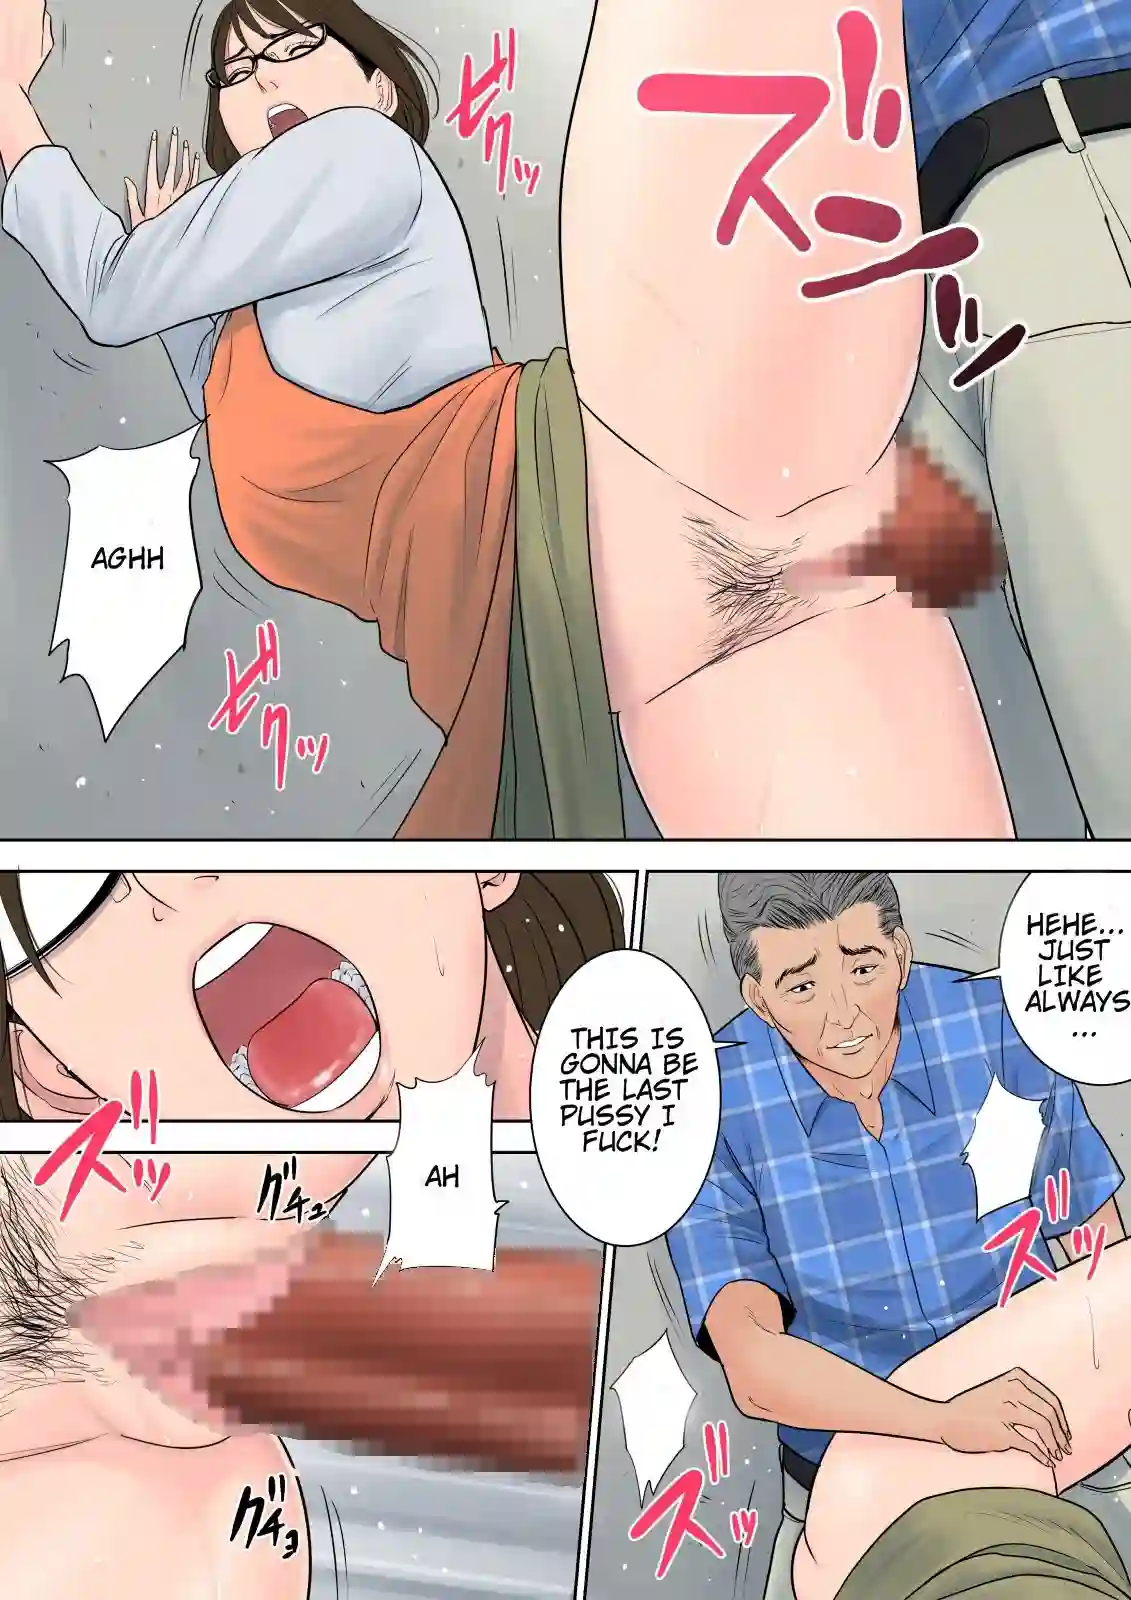 ビクッ
ズンッ
AGHH
ビクッ
HEHE...
JUST
LIKE
ALWAYS
...
THIS IS
GONNA BE
THE LAST
PUSSY I
FUCK!
AH
ズッ
グチュ
グチョ
ズッ
ズッ